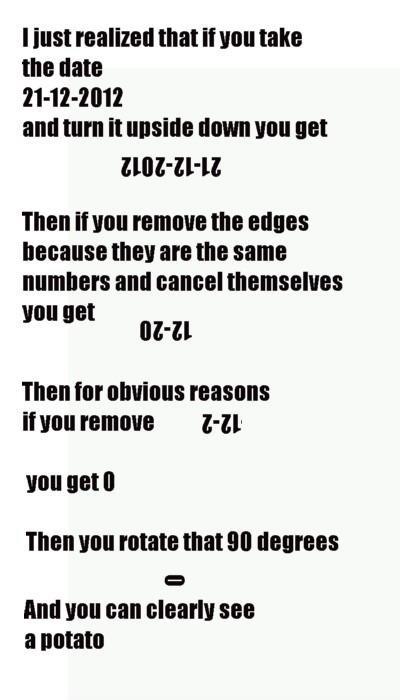 I just realized that if you take
the date
21-12-2012
and turn it upside down you get
21-12-2012
Then if you remove the edges
because they are the same
numbers and cancel themselves
you get
12-20
Then for obvious reasons
if you remove 12-2
you get 0
Then you rotate that 90 degrees
0
And you can clearly see
a potato